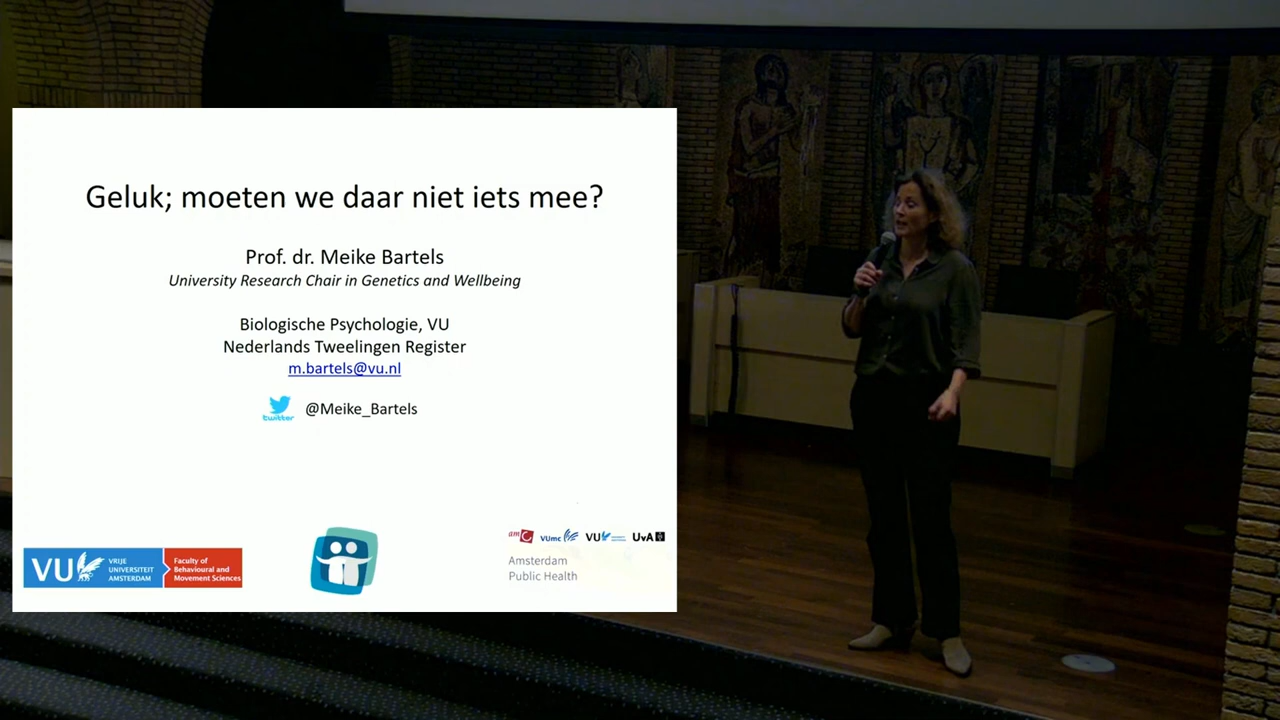 Geluk; moeten we daar niet iets mee?
Prof. dr. Meike Bartels
University Research Chair in Genetics and Wellbeing
Biologische Psychologie, VU
Nederlands Tweelingen Register
m.bartels@vu.nl
twitter
@Meike_Bartels
VU
VRIJE
UNIVERSITEIT
AMSTERDAM
Faculty of
Behavioural and
Movement Sciences
amC
VUmc
VU
UvA
Amsterdam
Public Health